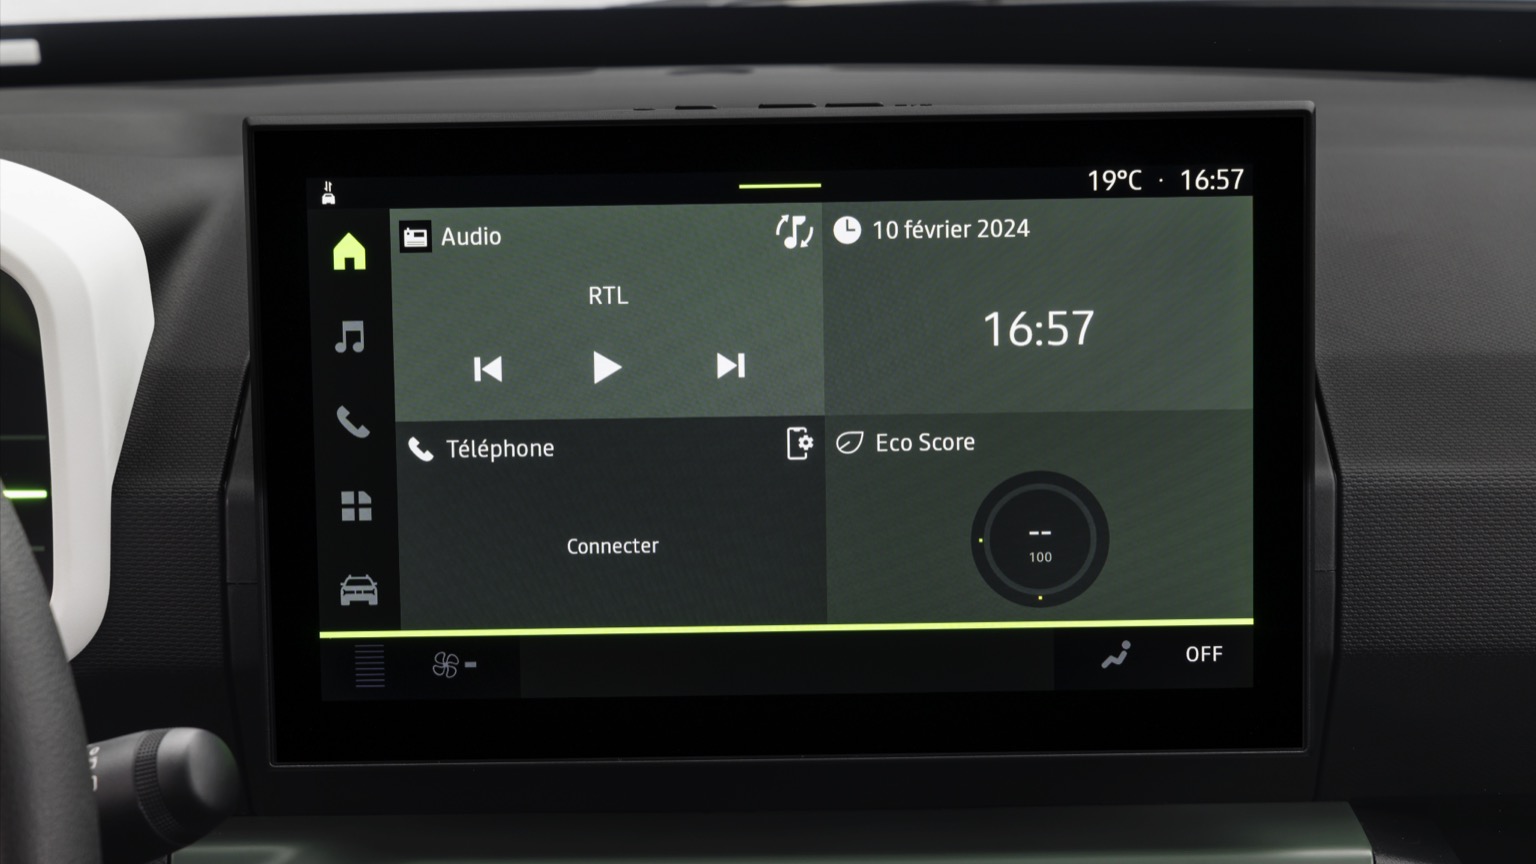 19°C · 16:57
Audio
RTL
10 février 2024
16:57
Téléphone
Connecter
Eco Score
--
100
OFF